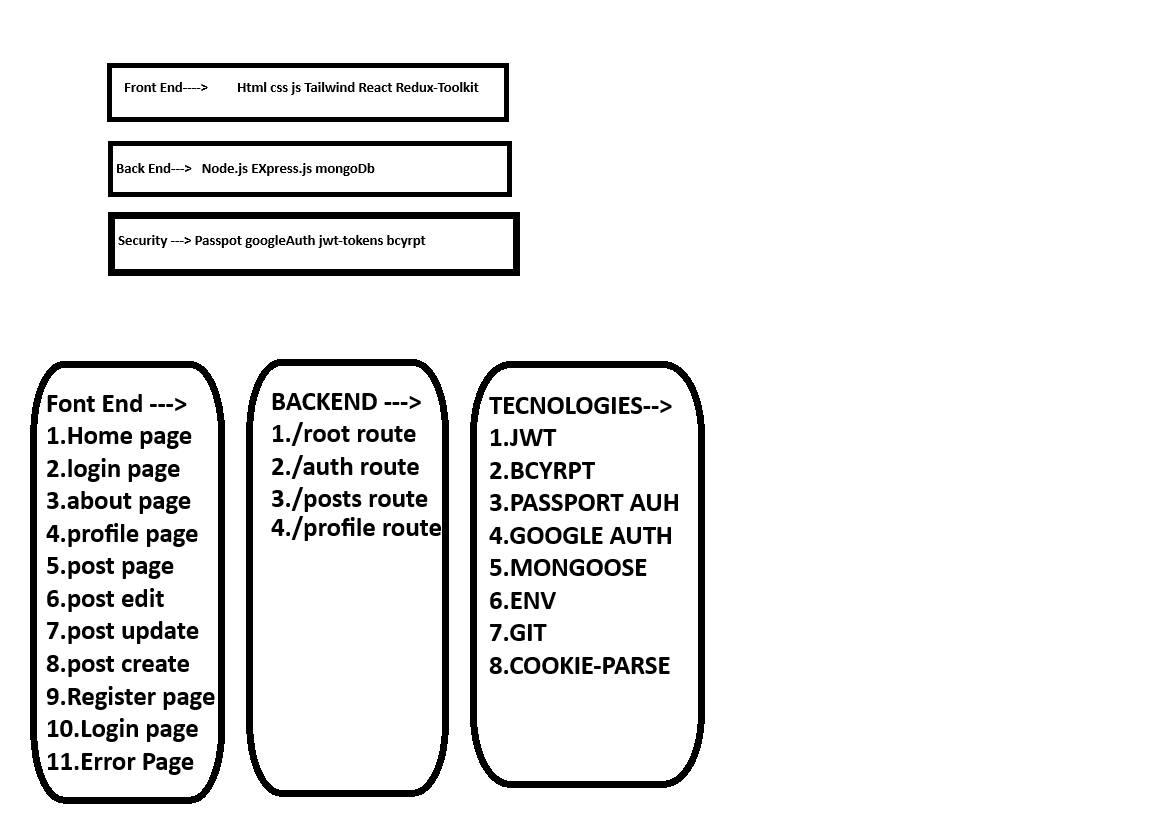 Front End----> Html css js Tailwind React Redux-Toolkit
Back End---> Node.js EXpress.js mongoDb
Security ---> Passpot googleAuth jwt-tokens bcyrpt
Font End --->
1.Home page
2.login page
3.about page
4.profile page
5.post page
6.post edit
7.post update
8.post create
9.Register page
10.Login page
11.Error Page
BACKEND --->
1./root route
2./auth route
3./posts route
4./profile route
TECNOLOGIES-->
1.JWT
2.BCYRPT
3.PASSPORT AUH
4.GOOGLE AUTH
5.MONGOOSE
6.ENV
7.GIT
8.COOKIE-PARSE